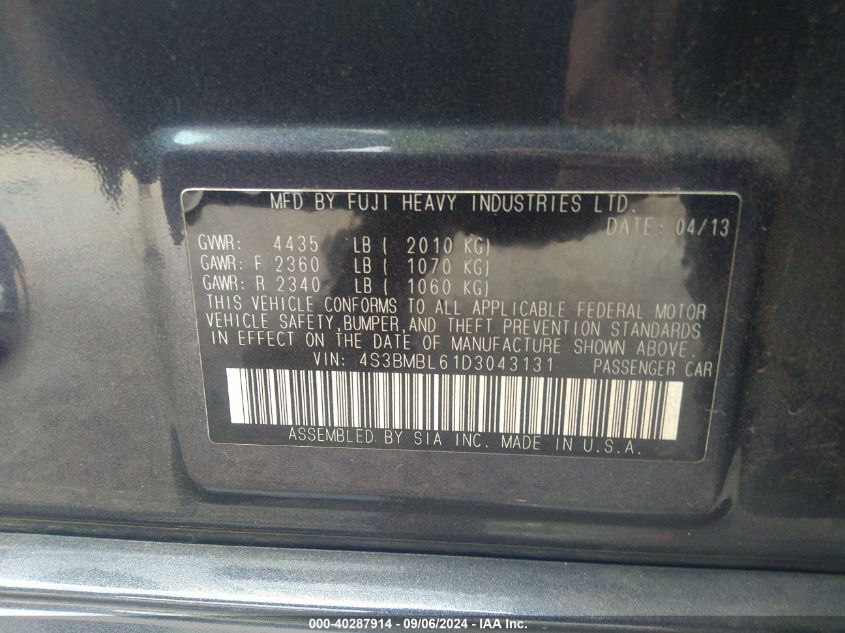 MFD BY FUJI HEAVY INDUSTRIES LTD.
DATE: 04/13
GVWR: 4435 LB ( 2010 KG)
GAWR: F 2360 LB ( 1070 KG)
GAWR: R 2340 LB ( 1060 KG)
THIS VEHICLE CONFORMS TO ALL APPLICABLE FEDERAL MOTOR
VEHICLE SAFETY,BUMPER,AND THEFT PREVENTION STANDARDS
IN EFFECT ON THE DATE OF MANUFACTURE SHOWN ABOVE.
VIN: 4S3BMBL61D3043131 PASSENGER CAR
ASSEMBLED BY SIA INC. MADE IN U.S.A.
000-40287914 - 09/06/2024 - IAA Inc.